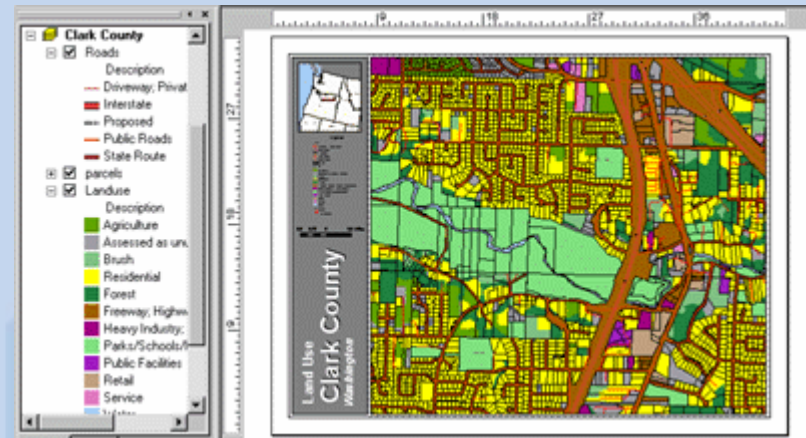 Clark County
Roads
Description
Driveway; Privat
Interstate
Proposed
Public Roads
State Route
parcels
Landuse
Description
Agriculture
Assessed as un
Brush
Residential
Forest
Freeway; Highw
Heavy Industry;
Parks/Schools/
Public Facilities
Retail
Service
Water
9
18
27
36
27
18
9
Land Use
Clark County
Washington